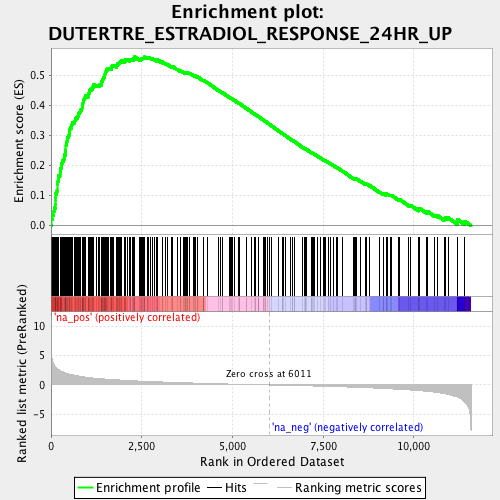 Enrichment plot:
DUTERTRE_ESTRADIOL_RESPONSE_24HR_UP
Enrichment score (ES)
0.5
0.4
0.3
0.2
0.1
0.0
'na_pos' (positively correlated)
Ranked list metric (PreRanked)
10
5
0
-5
Zero cross at 6011
'na_neg' (negatively correlated)
0
2,500
5,000
7,500
10,000
Rank in Ordered Dataset
Enrichment profile
Hits
Ranking metric scores